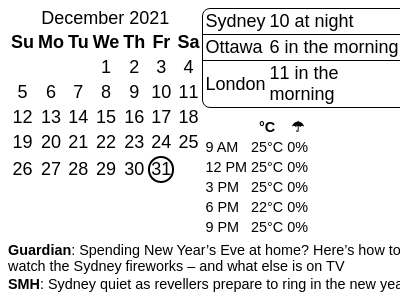 December 2021
Su Mo Tu We Th Fr Sa
1 2 3 4
5 6 7 8 9 10 11
12 13 14 15 16 17 18
19 20 21 22 23 24 25
26 27 28 29 30 31
Sydney 10 at night
Ottawa 6 in the morning
London 11 in the
morning
°C ☂
9 AM 25°C 0%
12 PM 25°C 0%
3 PM 25°C 0%
6 PM 22°C 0%
9 PM 25°C 0%
Guardian: Spending New Year’s Eve at home? Here’s how to
watch the Sydney fireworks – and what else is on TV
SMH: Sydney quiet as revellers prepare to ring in the new